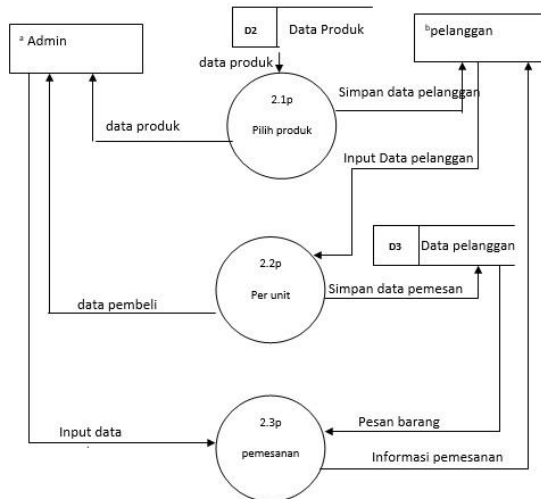 ᵃ Admin
D2 Data Produk
ᵇpelanggan
data produk
2.1p
Pilih produk
Simpan data pelanggan
data produk
Input Data pelanggan
2.2p
Per unit
D3 Data pelanggan
Simpan data pemesan
data pembeli
2.3p
pemesanan
Input data
Pesan barang
Informasi pemesanan